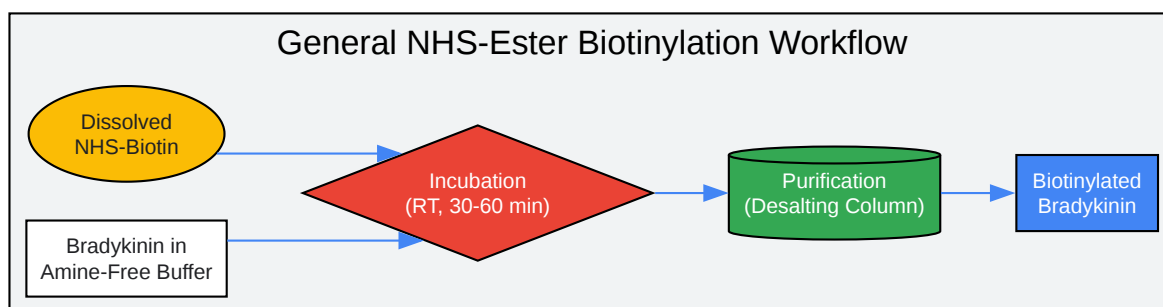 General NHS-Ester Biotinylation Workflow
Dissolved
NHS-Biotin
Bradykinin in
Amine-Free Buffer
Incubation
(RT, 30-60 min)
Purification
(Desalting Column)
Biotinylated
Bradykinin